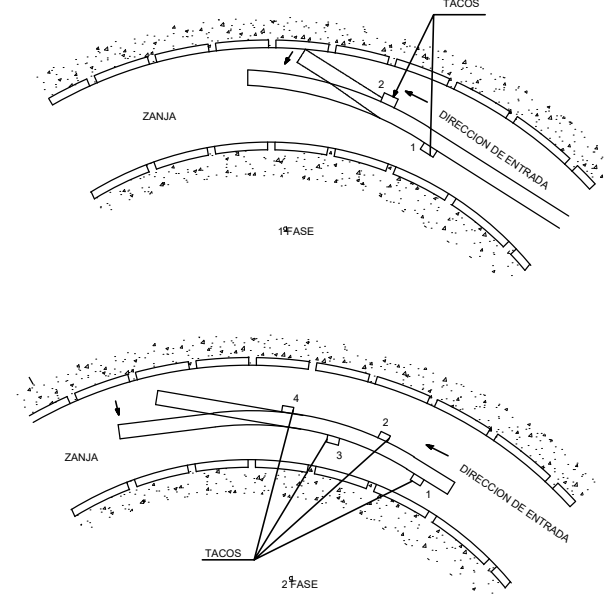 TACOS
2
ZANJA
DIRECCION DE ENTRADA
1
1ª FASE
4
2
3
ZANJA
1
DIRECCION DE ENTRADA
TACOS
2ª FASE